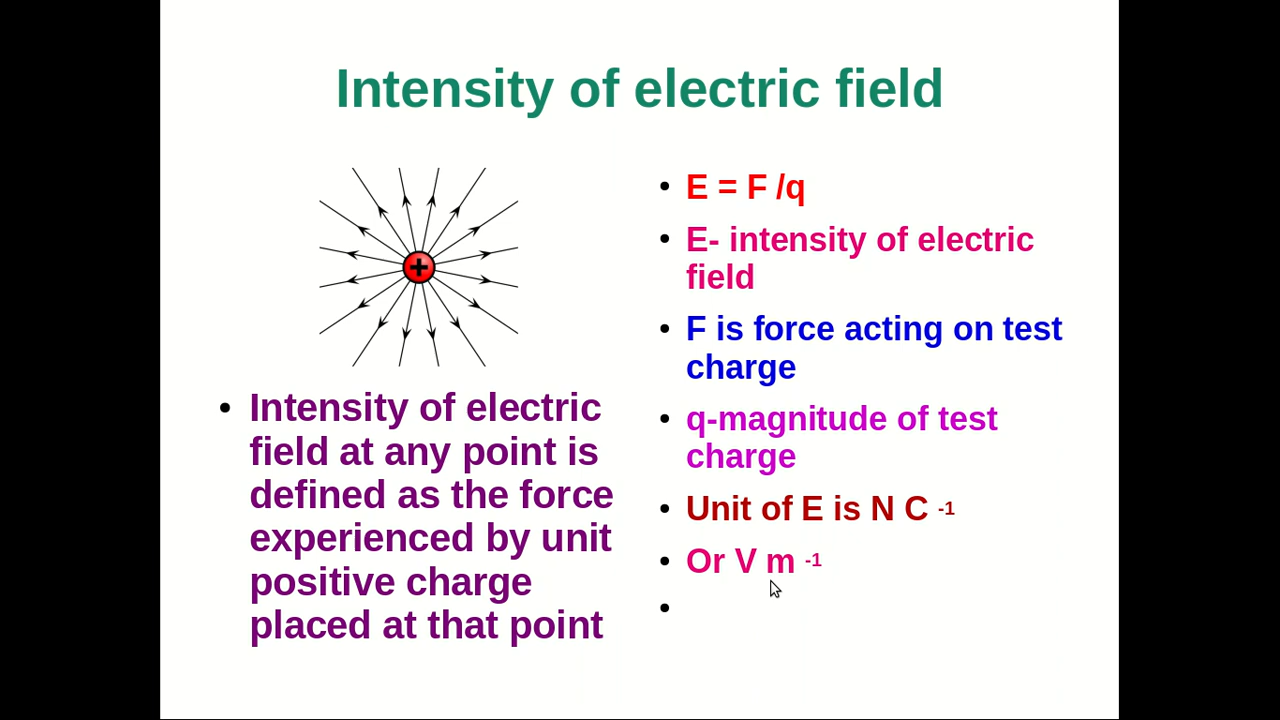 Intensity of electric field
+
• Intensity of electric
field at any point is
defined as the force
experienced by unit
positive charge
placed at that point
• E = F /q
• E- intensity of electric
field
• F is force acting on test
charge
• q-magnitude of test
charge
• Unit of E is N C -1
• Or V m -1
•